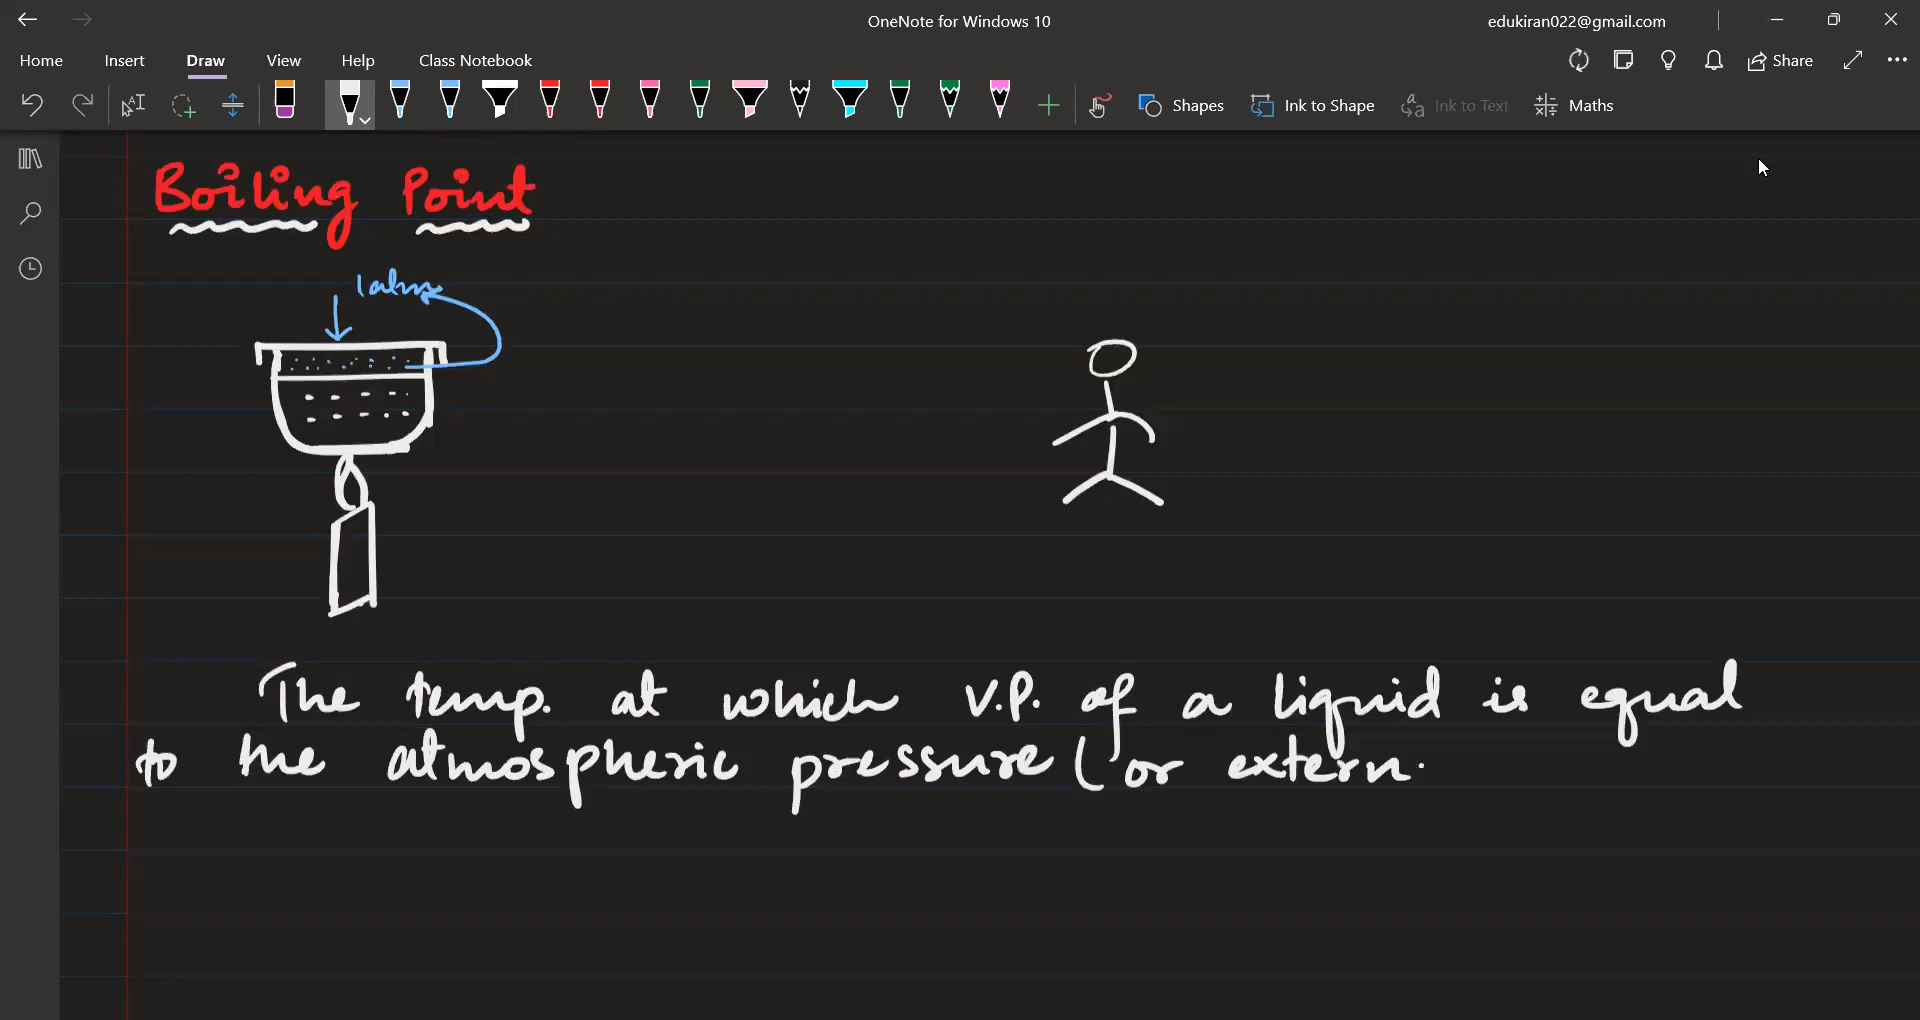 OneNote for Windows 10
edukiran022@gmail.com
Home Insert Draw View Help Class Notebook
Share
Shapes Ink to Shape Ink to Text Maths
Boiling Point
1 atm
The temp. at which V.P. of a liquid is equal
to the atmospheric pressure (or extern.